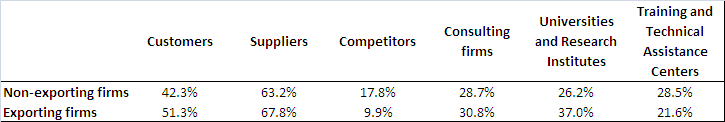 Customers Suppliers Competitors Consulting firms Universities and Research Institutes Training and Technical Assistance Centers
Non-exporting firms 42.3% 63.2% 17.8% 28.7% 26.2% 28.5%
Exporting firms 51.3% 67.8% 9.9% 30.8% 37.0% 21.6%